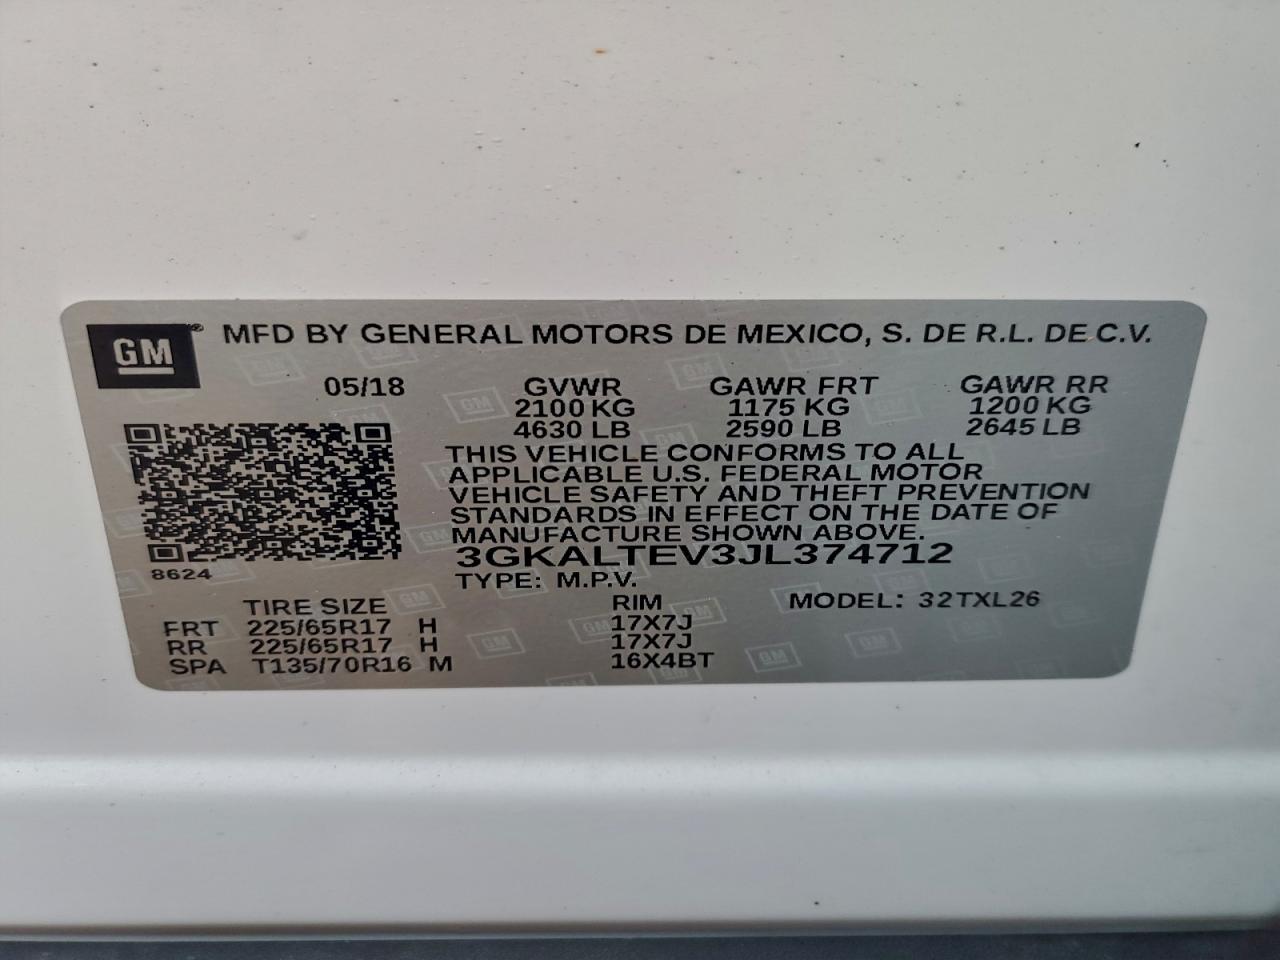 GM® MFD BY GENERAL MOTORS DE MEXICO, S. DE R.L. DE C.V.
05/18 GVWR GAWR FRT GAWR RR
2100 KG 1175 KG 1200 KG
4630 LB 2590 LB 2645 LB
THIS VEHICLE CONFORMS TO ALL
APPLICABLE U.S. FEDERAL MOTOR
VEHICLE SAFETY AND THEFT PREVENTION
STANDARDS IN EFFECT ON THE DATE OF
MANUFACTURE SHOWN ABOVE.
3GKALTEV3JL374712
8624 TYPE: M.P.V.
TIRE SIZE RIM MODEL: 32TXL26
FRT 225/65R17 H 17X7J
RR 225/65R17 H 17X7J
SPA T135/70R16 M 16X4BT